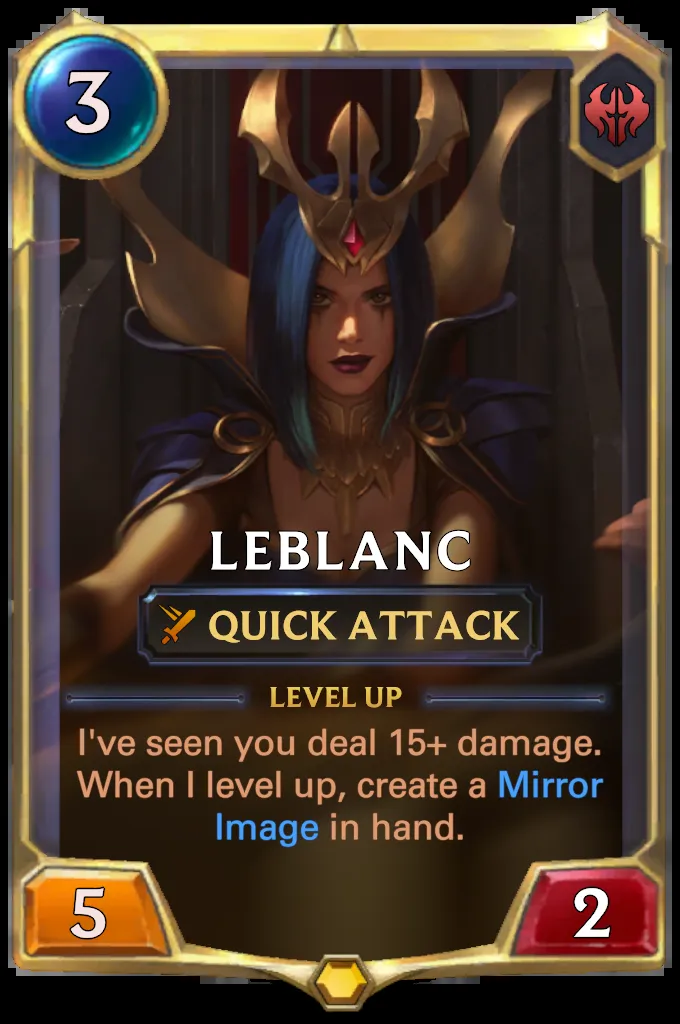 3
LEBLANC
QUICK ATTACK
LEVEL UP
I've seen you deal 15+ damage.
When I level up, create a Mirror
Image in hand.
5
2